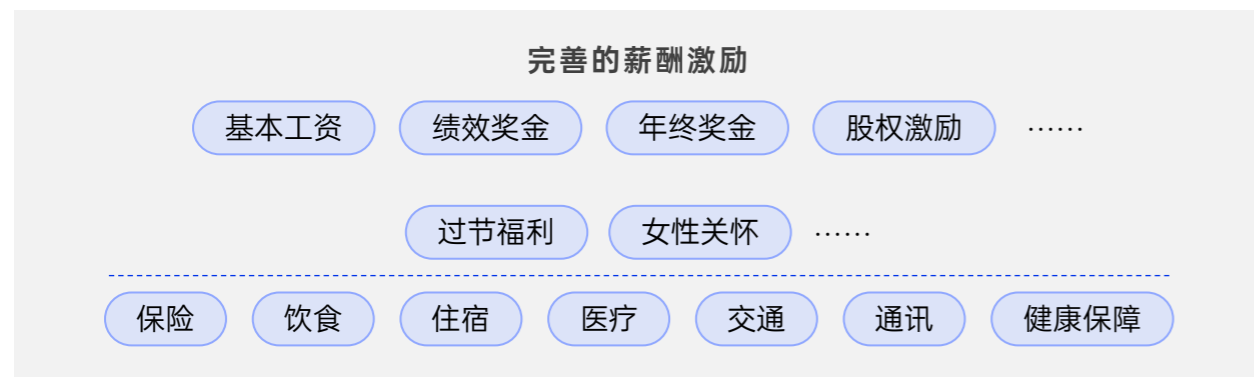 完善的薪酬激励
基本工资 绩效奖金 年终奖金 股权激励 ……
过节福利 女性关怀 ……
保险 饮食 住宿 医疗 交通 通讯 健康保障